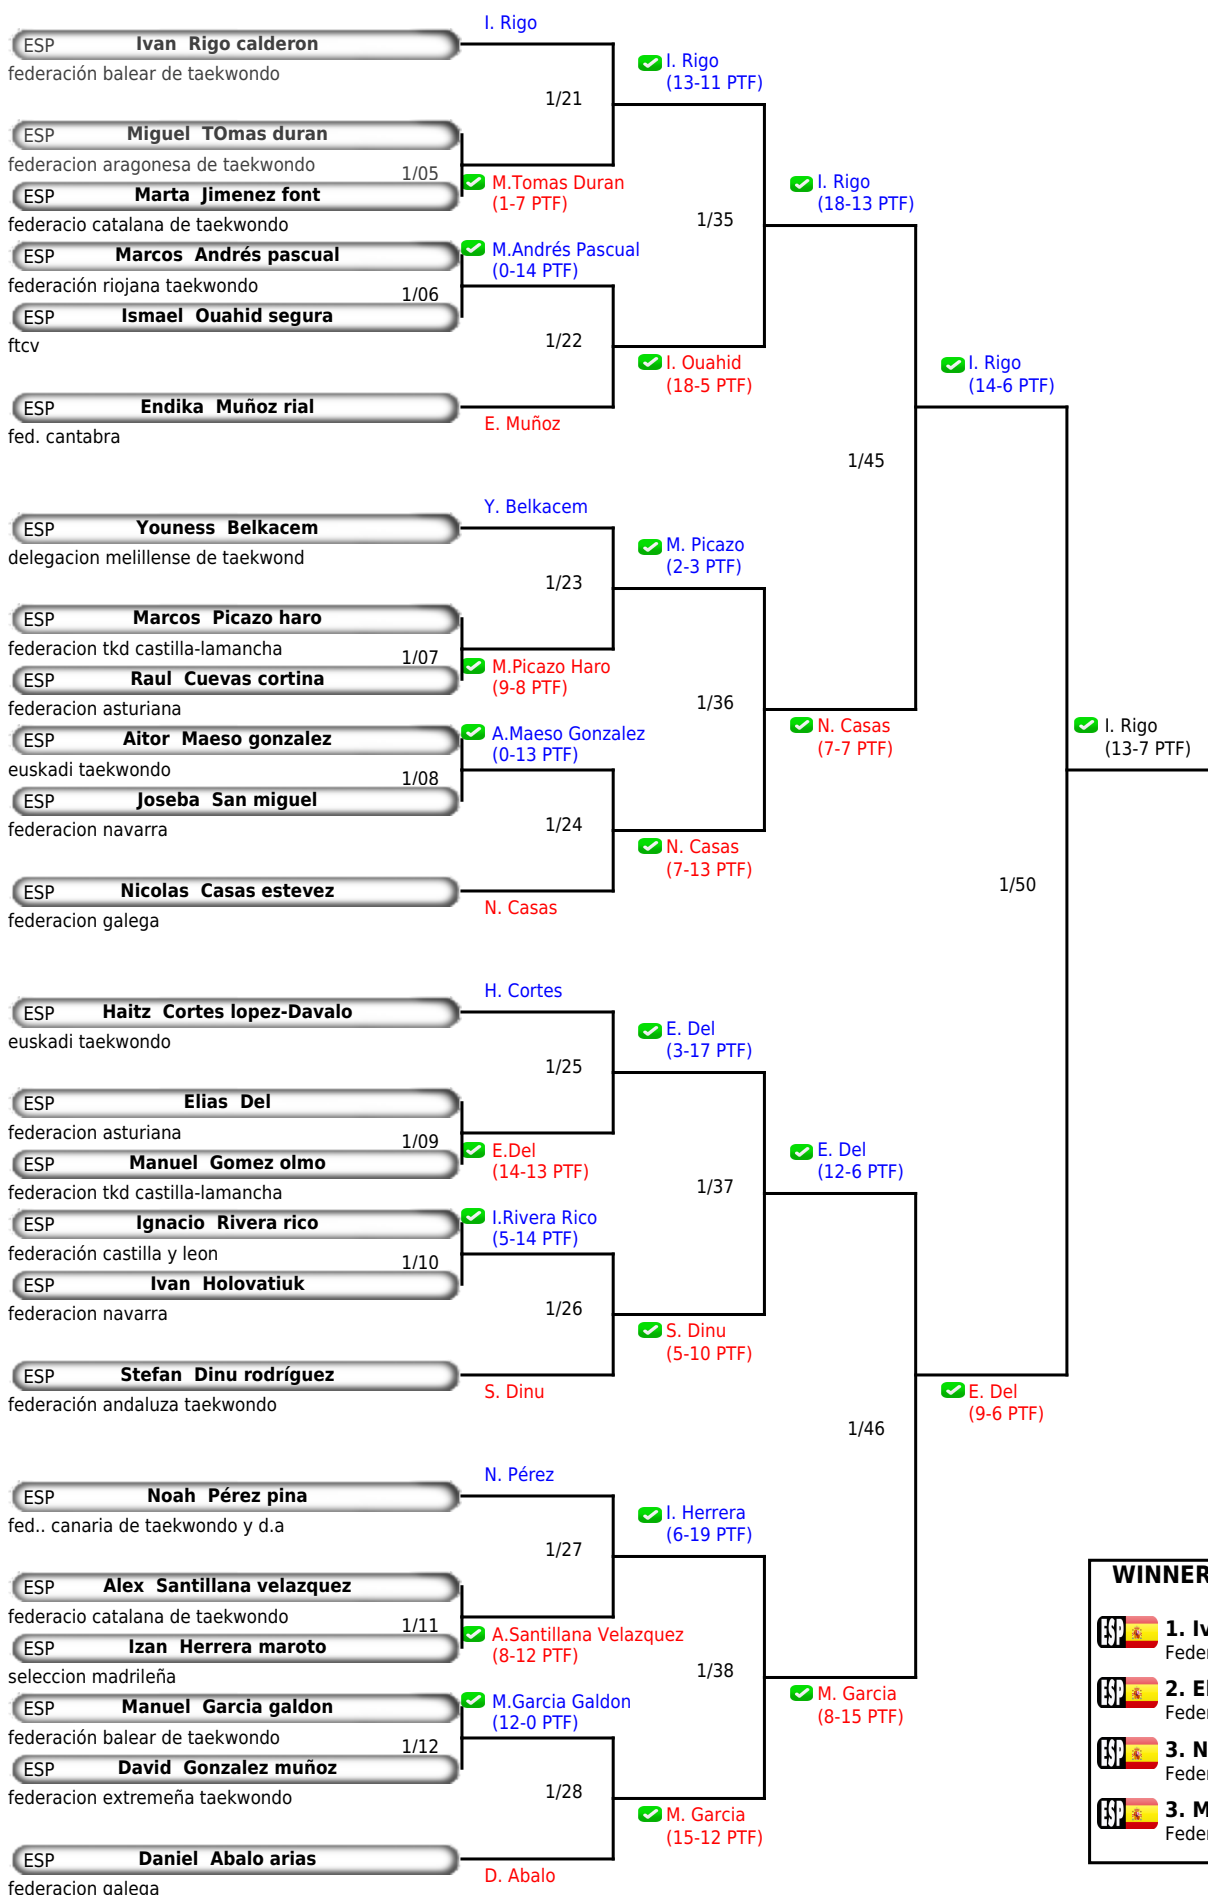 I. Rigo
ESP Ivan Rigo calderon
federación balear de taekwondo
I. Rigo
(13-11 PTF)
1/21
ESP Miguel TOmas duran
federacion aragonesa de taekwondo
1/05
M.Tomas Duran
(1-7 PTF)
ESP Marta Jimenez font
federacio catalana de taekwondo
I. Rigo
(18-13 PTF)
1/35
ESP Marcos Andrés pascual
M.Andrés Pascual
(0-14 PTF)
federación riojana taekwondo
1/06
ESP Ismael Ouahid segura
ftcv
1/22
I. Ouahid
(18-5 PTF)
I. Rigo
(14-6 PTF)
ESP Endika Muñoz rial
E. Muñoz
fed. cantabra
1/45
Y. Belkacem
ESP Youness Belkacem
delegacion melillense de taekwond
M. Picazo
(2-3 PTF)
1/23
ESP Marcos Picazo haro
federacion tkd castilla-lamancha
1/07
M.Picazo Haro
(9-8 PTF)
ESP Raul Cuevas cortina
federacion asturiana
1/36
N. Casas
(7-7 PTF)
I. Rigo
(13-7 PTF)
ESP Aitor Maeso gonzalez
A.Maeso Gonzalez
(0-13 PTF)
euskadi taekwondo
1/08
ESP Joseba San miguel
federacion navarra
1/24
N. Casas
(7-13 PTF)
ESP Nicolas Casas estevez
N. Casas
federacion galega
1/50
H. Cortes
ESP Haitz Cortes lopez-Davalo
euskadi taekwondo
E. Del
(3-17 PTF)
1/25
ESP Elias Del
federacion asturiana
1/09
E.Del
(14-13 PTF)
ESP Manuel Gomez olmo
federacion tkd castilla-lamancha
E. Del
(12-6 PTF)
1/37
ESP Ignacio Rivera rico
I.Rivera Rico
(5-14 PTF)
federación castilla y leon
1/10
ESP Ivan Holovatiuk
federacion navarra
1/26
S. Dinu
(5-10 PTF)
ESP Stefan Dinu rodríguez
S. Dinu
federación andaluza taekwondo
E. Del
(9-6 PTF)
1/46
N. Pérez
ESP Noah Pérez pina
fed.. canaria de taekwondo y d.a
I. Herrera
(6-19 PTF)
1/27
ESP Alex Santillana velazquez
federacio catalana de taekwondo
1/11
A.Santillana Velazquez
(8-12 PTF)
ESP Izan Herrera maroto
seleccion madrileña
1/38
M. Garcia
(8-15 PTF)
ESP Manuel Garcia galdon
M.Garcia Galdon
(12-0 PTF)
federación balear de taekwondo
1/12
ESP David Gonzalez muñoz
federacion extremeña taekwondo
1/28
M. Garcia
(15-12 PTF)
ESP Daniel Abalo arias
D. Abalo
federacion galega
WINNER
ESP 1. Iv
Feder
ESP 2. El
Feder
ESP 3. N
Feder
ESP 3. M
Feder